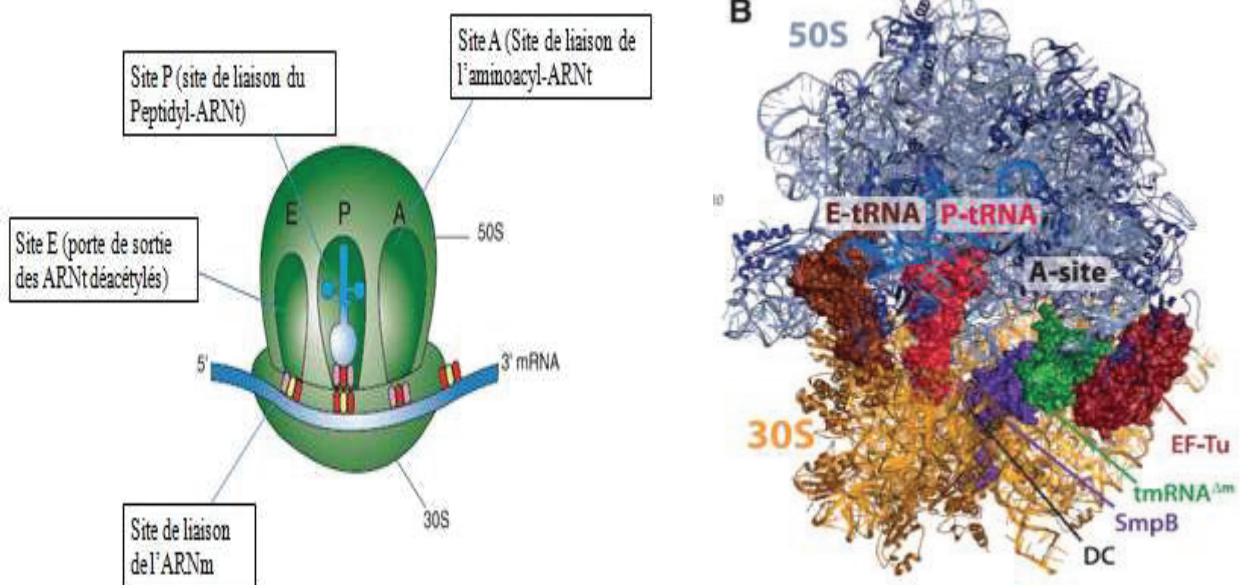 Site P (site de liaison du
Peptidyl-ARNt)
Site A (Site de liaison de
l'aminoacyl-ARNt
Site E (porte de sortie
des ARNt déacétylés)
E P A
50S
5'
3' mRNA
30S
Site de liaison
de l'ARNm
B
50S
E-tRNA P-tRNA
A-site
30S
EF-Tu
tmRNAΔm
SmpB
DC